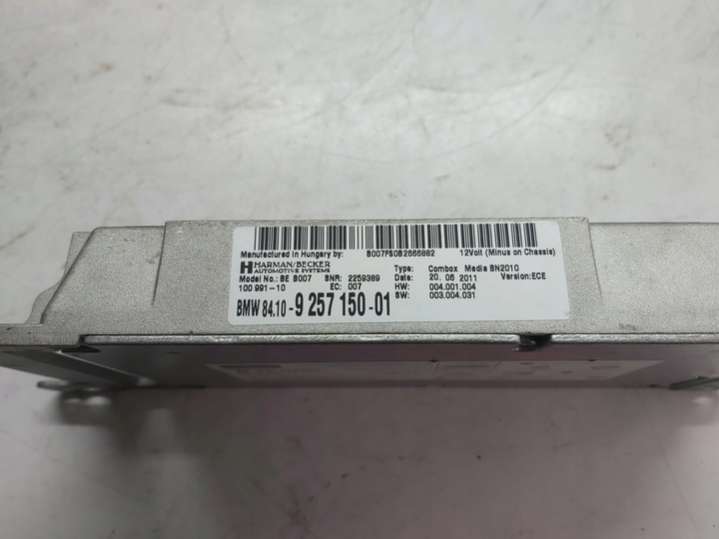 Manufactured in Hungary by: B007FS0B2666982 12Volt (Minus on Chassis)
HARMAN/BECKER
AUTOMOTIVE SYSTEMS
Type: Combox Media BN2010
Model No.: BE B007 SNR: 2259389 Date: 20. 06 2011 Version:ECE
100 991-10 EC: 007 HW: 004.001.004
SW: 003.004.031
BMW 84.10-9 257 150-01